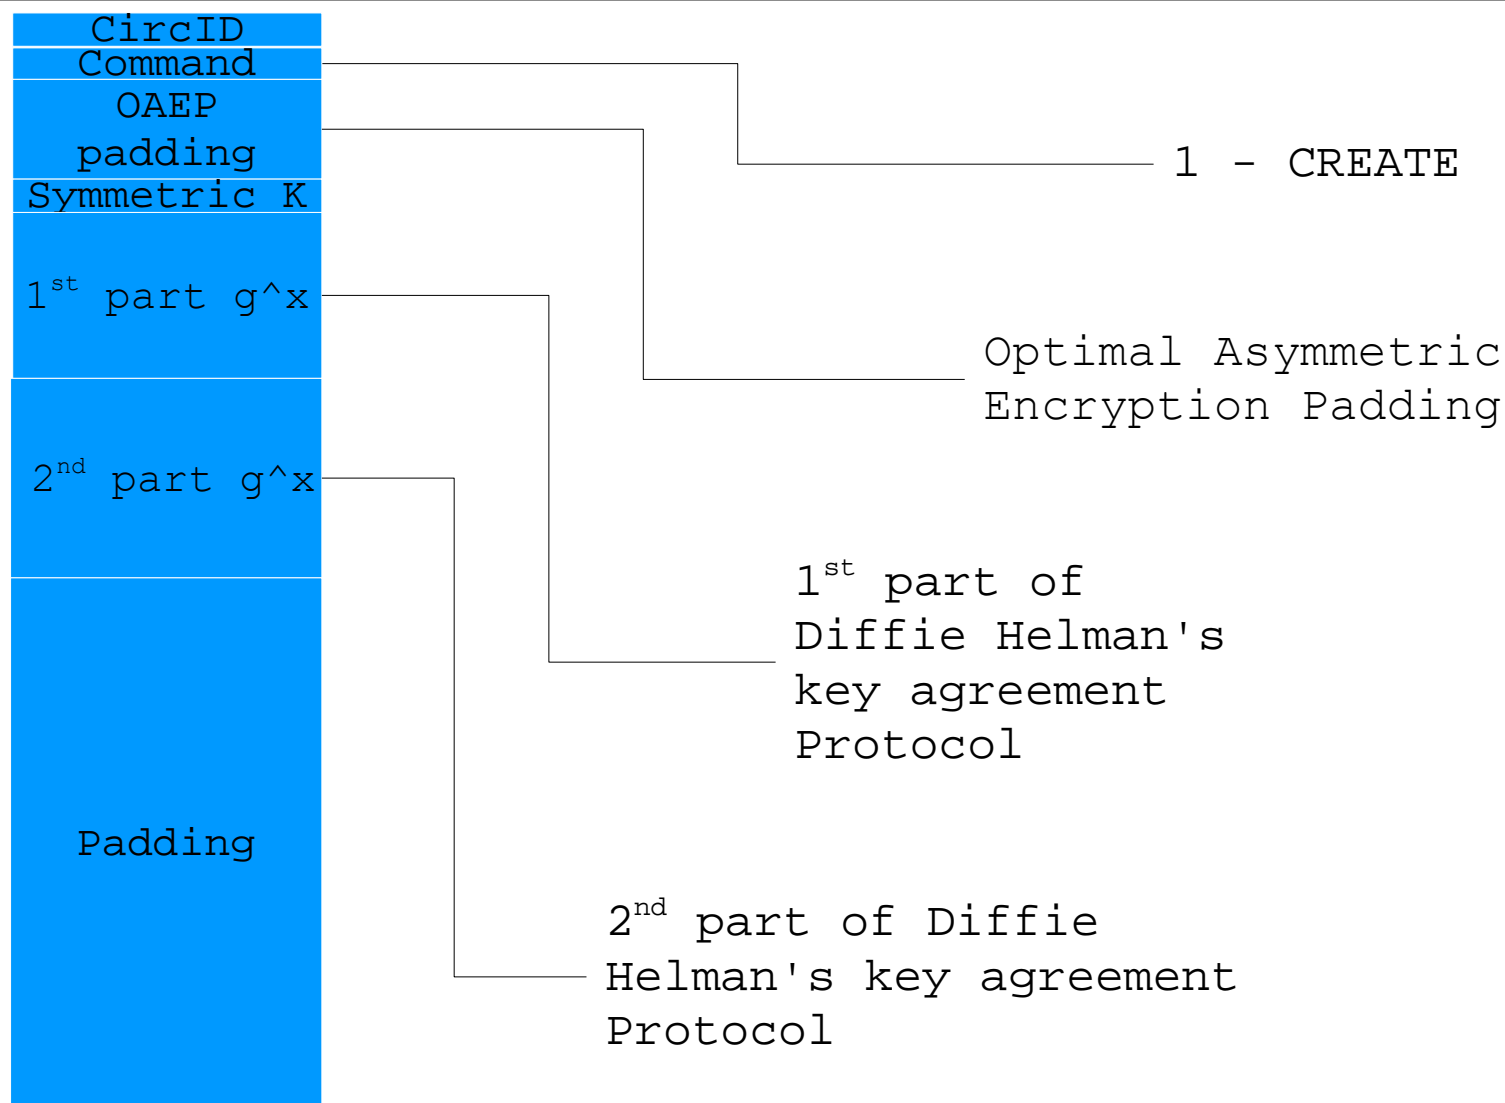 CircID
Command
OAEP
padding
Symmetric K
1st part g^x
2nd part g^x
Padding
1 - CREATE
Optimal Asymmetric
Encryption Padding
1st part of
Diffie Helman's
key agreement
Protocol
2nd part of Diffie
Helman's key agreement
Protocol